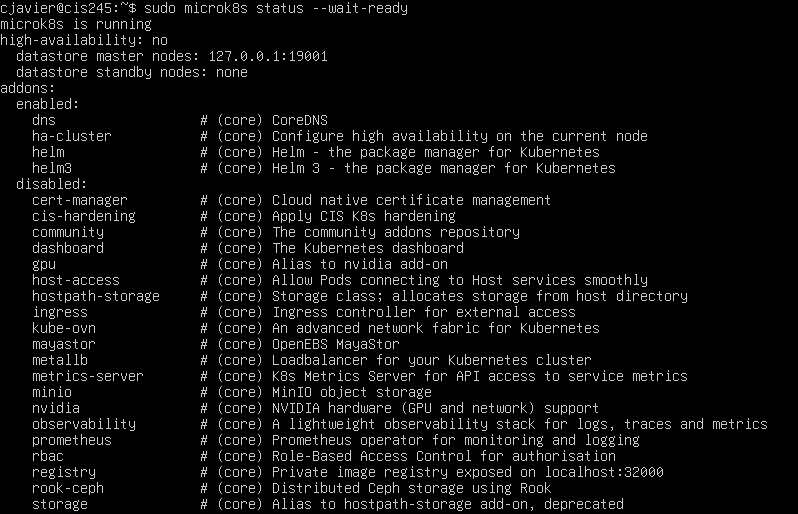 cjavier@cis245:~$ sudo microk8s status --wait-ready
microk8s is running
high-availability: no
  datastore master nodes: 127.0.0.1:19001
  datastore standby nodes: none
addons:
  enabled:
    dns                  # (core) CoreDNS
    ha-cluster           # (core) Configure high availability on the current node
    helm                 # (core) Helm - the package manager for Kubernetes
    helm3                # (core) Helm 3 - the package manager for Kubernetes
  disabled:
    cert-manager         # (core) Cloud native certificate management
    cis-hardening        # (core) Apply CIS K8s hardening
    community            # (core) The community addons repository
    dashboard            # (core) The Kubernetes dashboard
    gpu                  # (core) Alias to nvidia add-on
    host-access          # (core) Allow Pods connecting to Host services smoothly
    hostpath-storage     # (core) Storage class; allocates storage from host directory
    ingress              # (core) Ingress controller for external access
    kube-ovn             # (core) An advanced network fabric for Kubernetes
    mayastor             # (core) OpenEBS MayaStor
    metallb              # (core) Loadbalancer for your Kubernetes cluster
    metrics-server       # (core) K8s Metrics Server for API access to service metrics
    minio                # (core) MinIO object storage
    nvidia               # (core) NVIDIA hardware (GPU and network) support
    observability        # (core) A lightweight observability stack for logs, traces and metrics
    prometheus           # (core) Prometheus operator for monitoring and logging
    rbac                 # (core) Role-Based Access Control for authorisation
    registry             # (core) Private image registry exposed on localhost:32000
    rook-ceph            # (core) Distributed Ceph storage using Rook
    storage              # (core) Alias to hostpath-storage add-on, deprecated